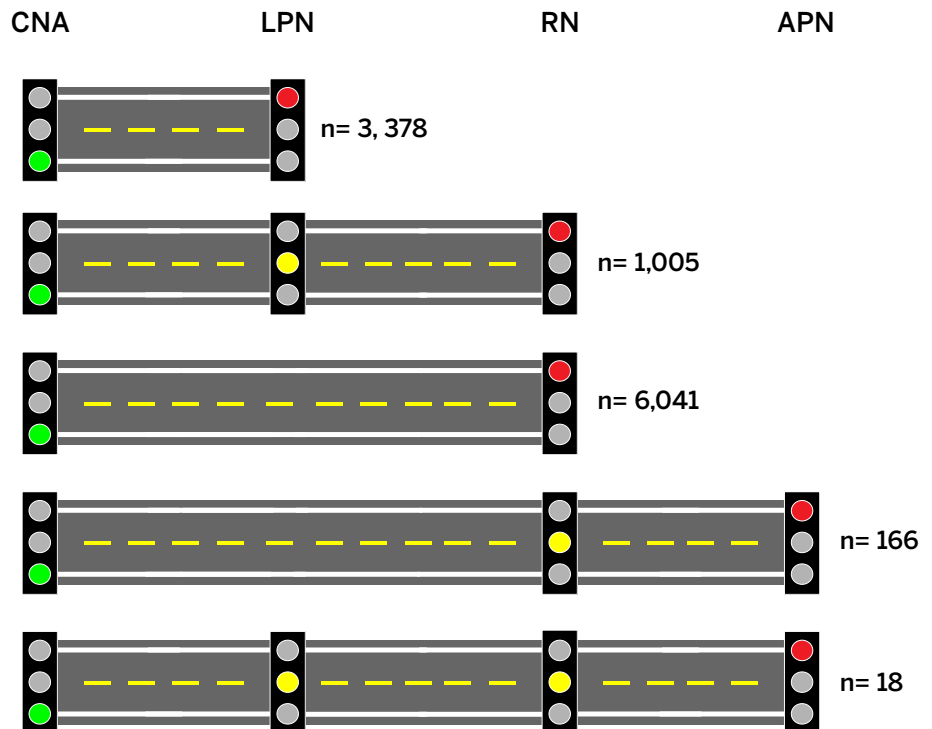 CNA LPN RN APN
n= 3, 378
n= 1,005
n= 6,041
n= 166
n= 18